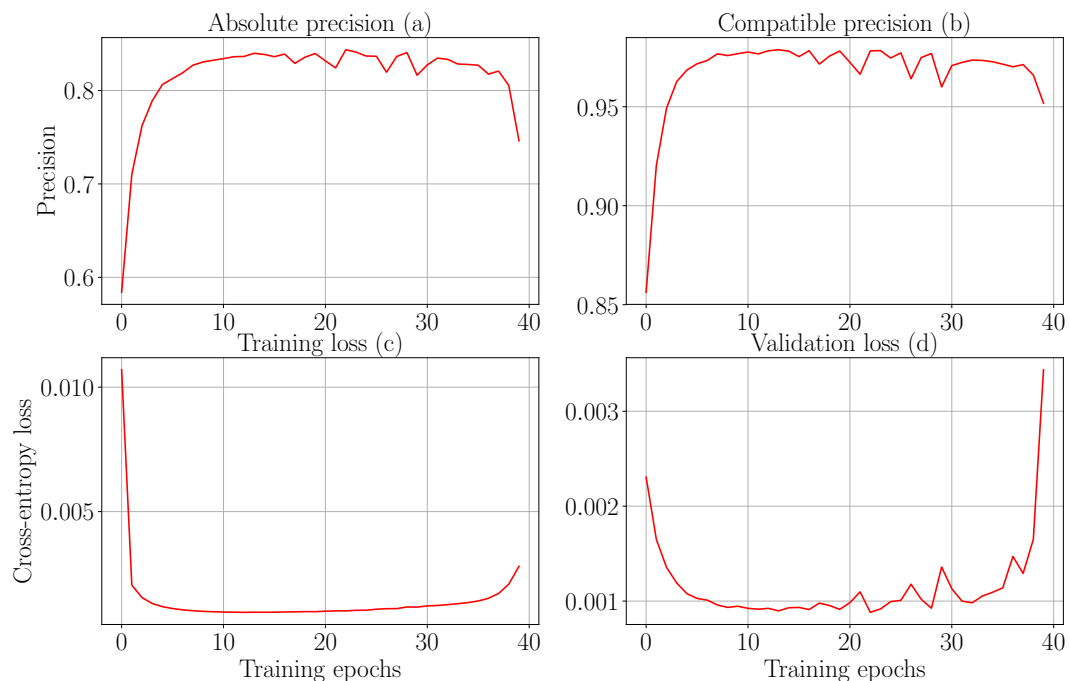 Absolute precision (a)
Compatible precision (b)
0.8
0.7
0.6
Precision
0.95
0.90
0.85
0 10 20 30 40
0 10 20 30 40
Training loss (c)
Validation loss (d)
0.010
0.005
Cross-entropy loss
0.003
0.002
0.001
0 10 20 30 40
0 10 20 30 40
Training epochs
Training epochs